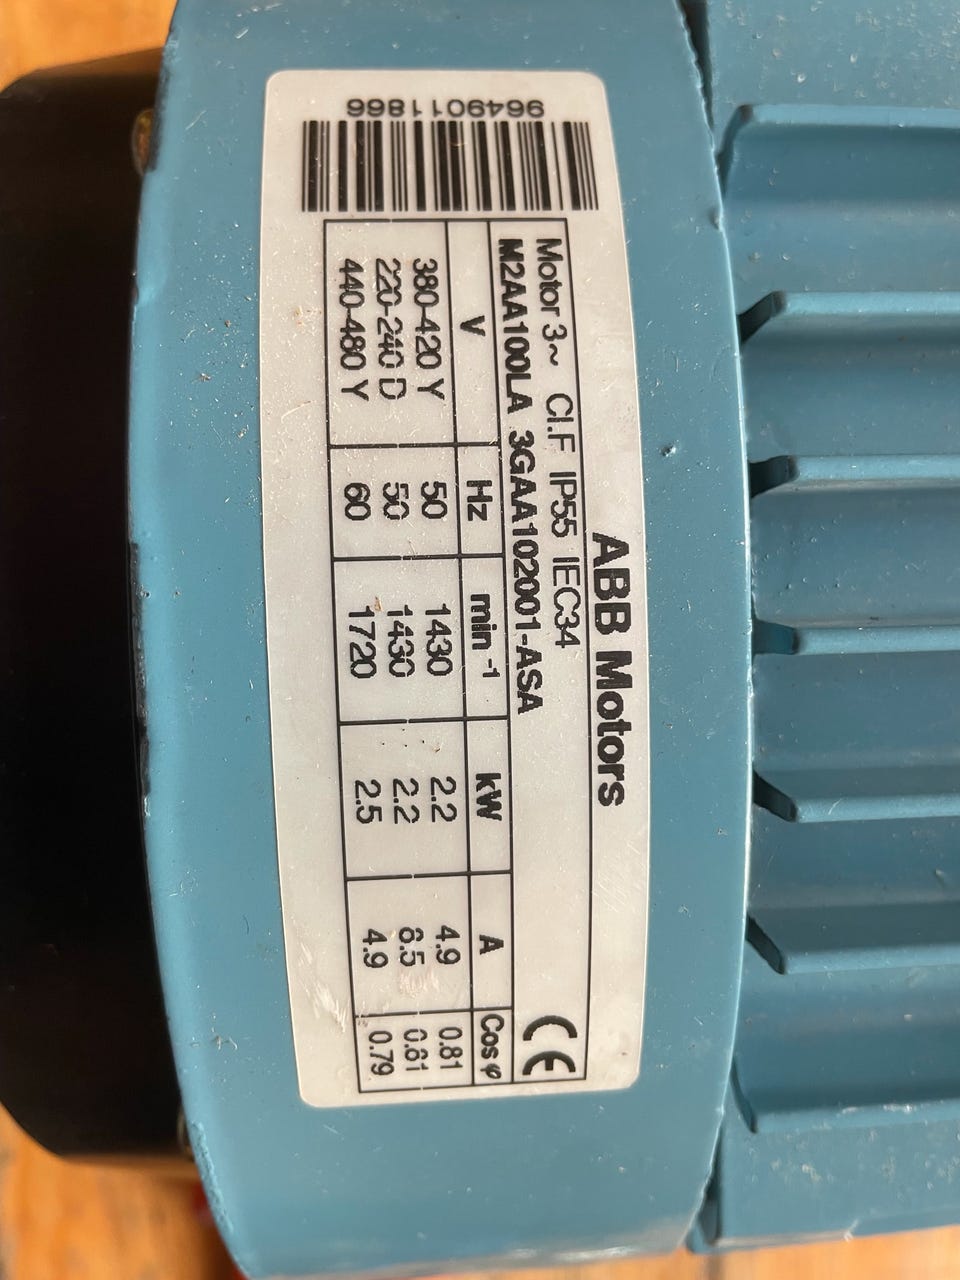 ABB Motors
Motor 3~ Cl.F IP55 IEC34
M2AA100LA 3GAA102001-ASA
V Hz min⁻¹ kW A Cos φ
380-420 Y 50 1430 2.2 4.9 0.81
220-240 D 50 1430 2.2 8.5 0.81
440-480 Y 60 1720 2.5 4.9 0.79
CE
9649011866